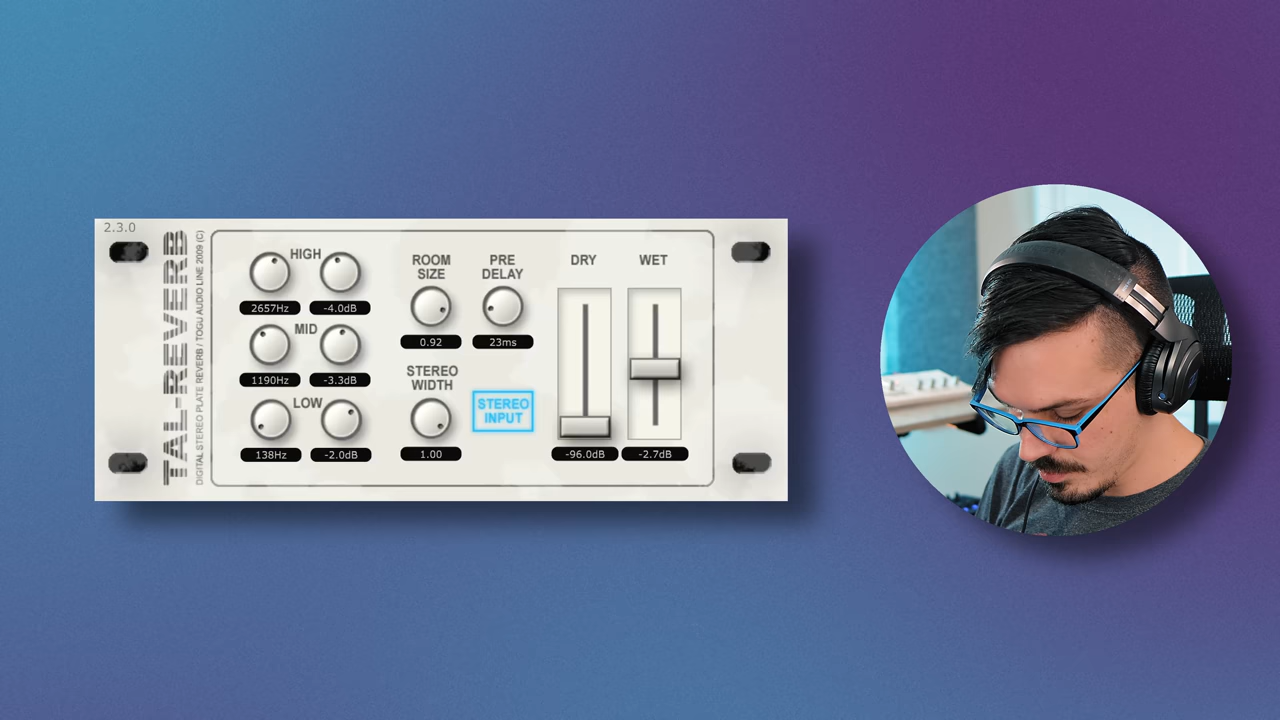 2.3.0
TAL-REVERB
DIGITAL STEREO PLATE REVERB / TOGU AUDIO LINE 2009 (C)
HIGH
2657Hz -4.0dB
MID
1190Hz -3.3dB
LOW
138Hz -2.0dB
ROOM
SIZE
0.92
PRE
DELAY
23ms
STEREO
WIDTH
1.00
STEREO
INPUT
DRY
-96.0dB
WET
-2.7dB